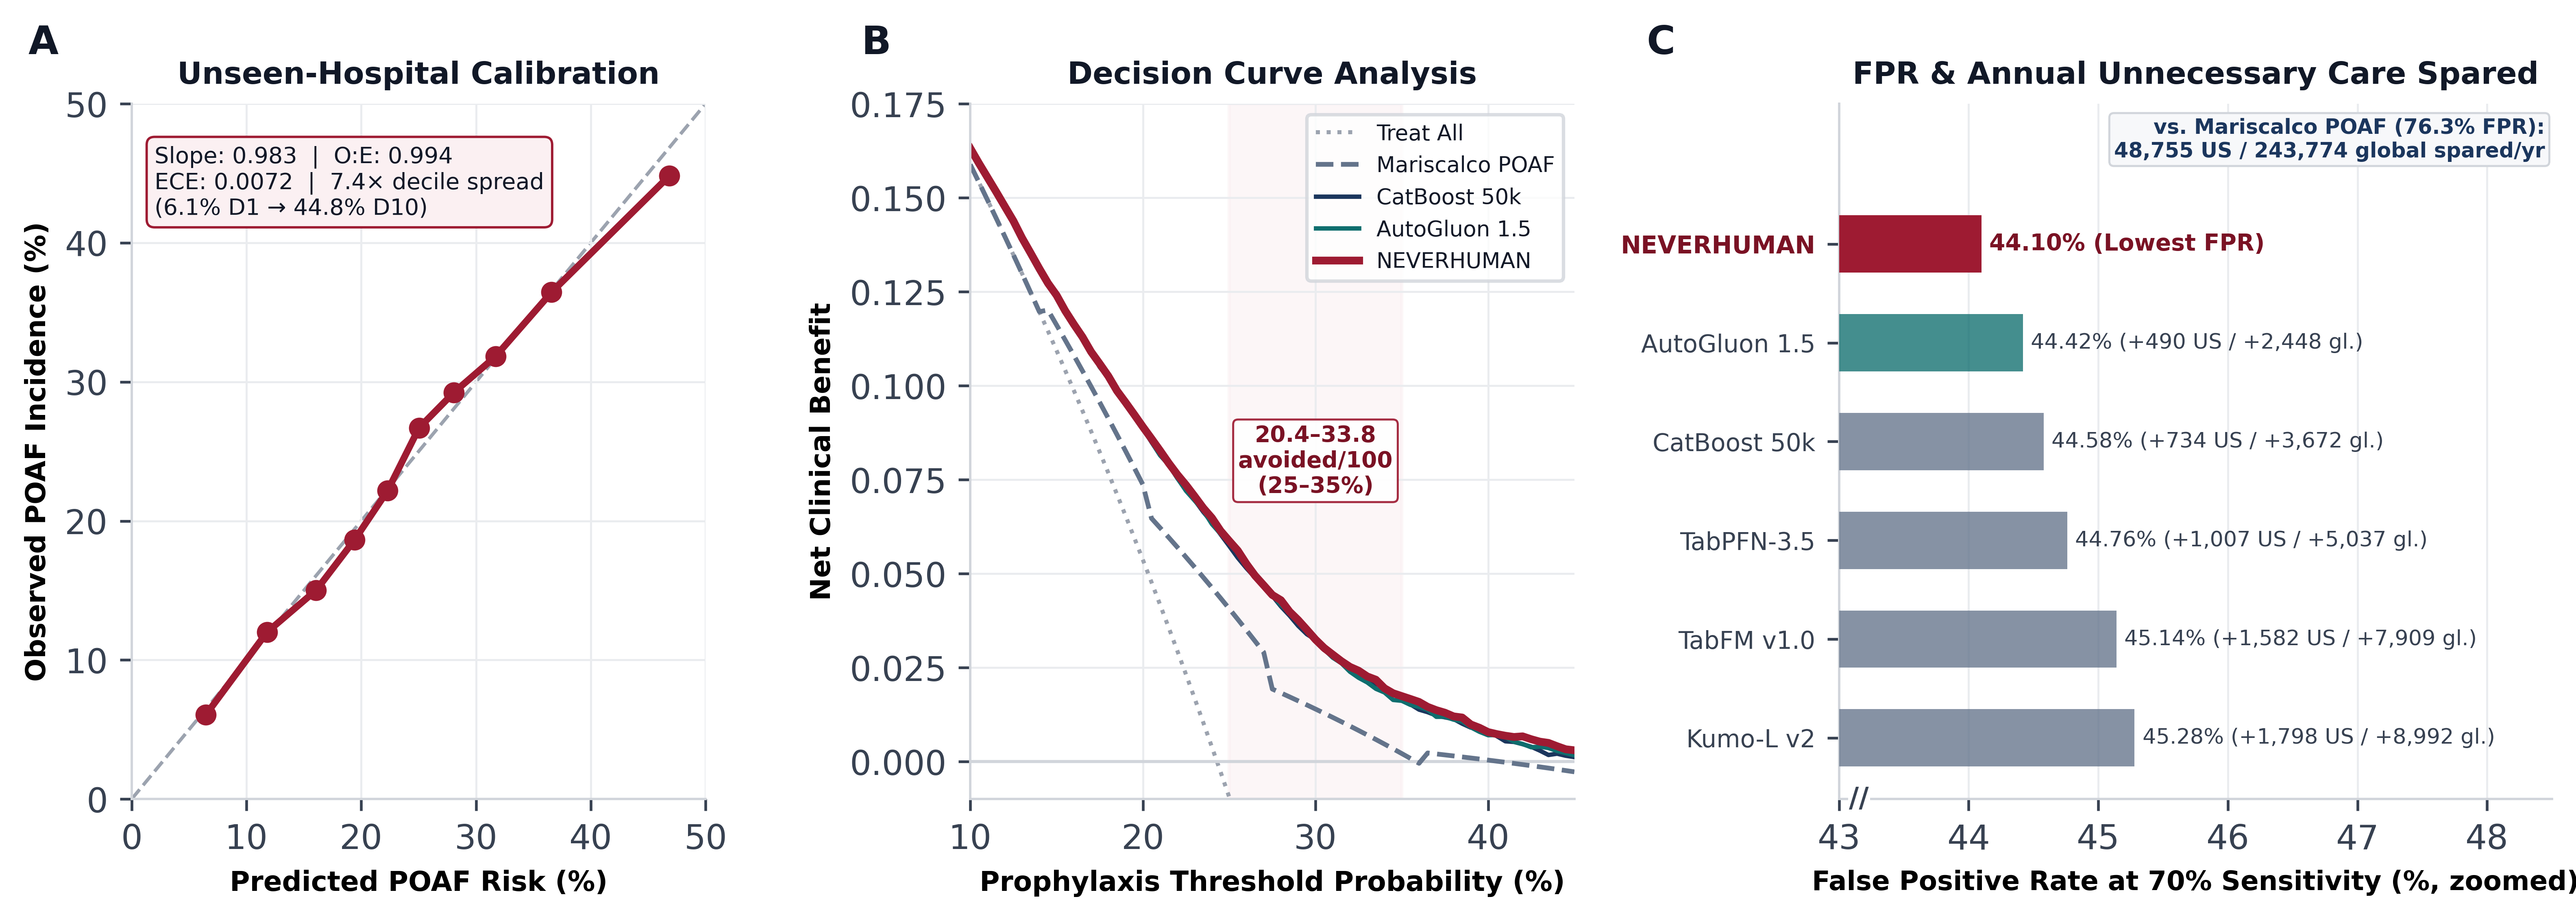 A
Unseen-Hospital Calibration
Observed POAF Incidence (%)
50
40
30
20
10
0
Slope: 0.983 | O:E: 0.994
ECE: 0.0072 | 7.4× decile spread
(6.1% D1 → 44.8% D10)
0 10 20 30 40 50
Predicted POAF Risk (%)
B
Decision Curve Analysis
Net Clinical Benefit
0.175
0.150
0.125
0.100
0.075
0.050
0.025
0.000
Treat All
Mariscalco POAF
CatBoost 50k
AutoGluon 1.5
NEVERHUMAN
20.4–33.8
avoided/100
(25–35%)
10 20 30 40
Prophylaxis Threshold Probability (%)
C
FPR & Annual Unnecessary Care Spared
vs. Mariscalco POAF (76.3% FPR):
48,755 US / 243,774 global spared/yr
NEVERHUMAN 44.10% (Lowest FPR)
AutoGluon 1.5 44.42% (+490 US / +2,448 gl.)
CatBoost 50k 44.58% (+734 US / +3,672 gl.)
TabPFN-3.5 44.76% (+1,007 US / +5,037 gl.)
TabFM v1.0 45.14% (+1,582 US / +7,909 gl.)
Kumo-L v2 45.28% (+1,798 US / +8,992 gl.)
//
43 44 45 46 47 48
False Positive Rate at 70% Sensitivity (%, zoomed)